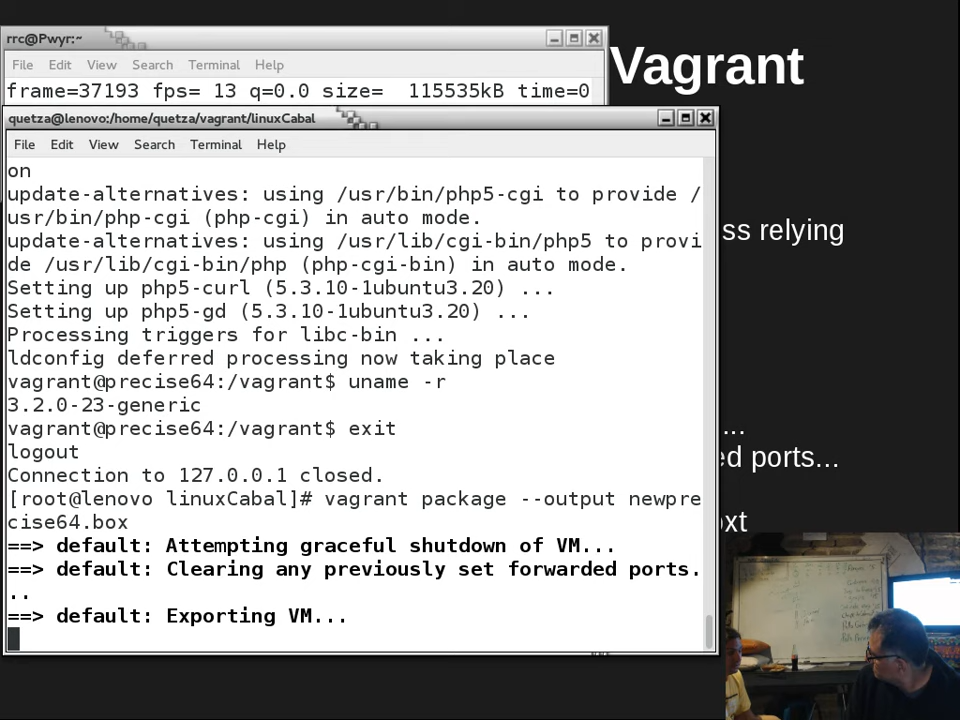 rrc@Pwyr:~
File Edit View Search Terminal Help
frame=37193 fps= 13 q=0.0 size=  115535kB time=0
Vagrant
quetza@lenovo:/home/quetza/vagrant/linuxCabal
File Edit View Search Terminal Help
on
update-alternatives: using /usr/bin/php5-cgi to provide /
usr/bin/php-cgi (php-cgi) in auto mode.
update-alternatives: using /usr/lib/cgi-bin/php5 to provi
de /usr/lib/cgi-bin/php (php-cgi-bin) in auto mode.
Setting up php5-curl (5.3.10-1ubuntu3.20) ...
Setting up php5-gd (5.3.10-1ubuntu3.20) ...
Processing triggers for libc-bin ...
ldconfig deferred processing now taking place
vagrant@precise64:/vagrant$ uname -r
3.2.0-23-generic
vagrant@precise64:/vagrant$ exit
logout
Connection to 127.0.0.1 closed.
[root@lenovo linuxCabal]# vagrant package --output newpre
cise64.box
==> default: Attempting graceful shutdown of VM...
==> default: Clearing any previously set forwarded ports.
..
==> default: Exporting VM...
ss relying
...
ed ports...
oxt